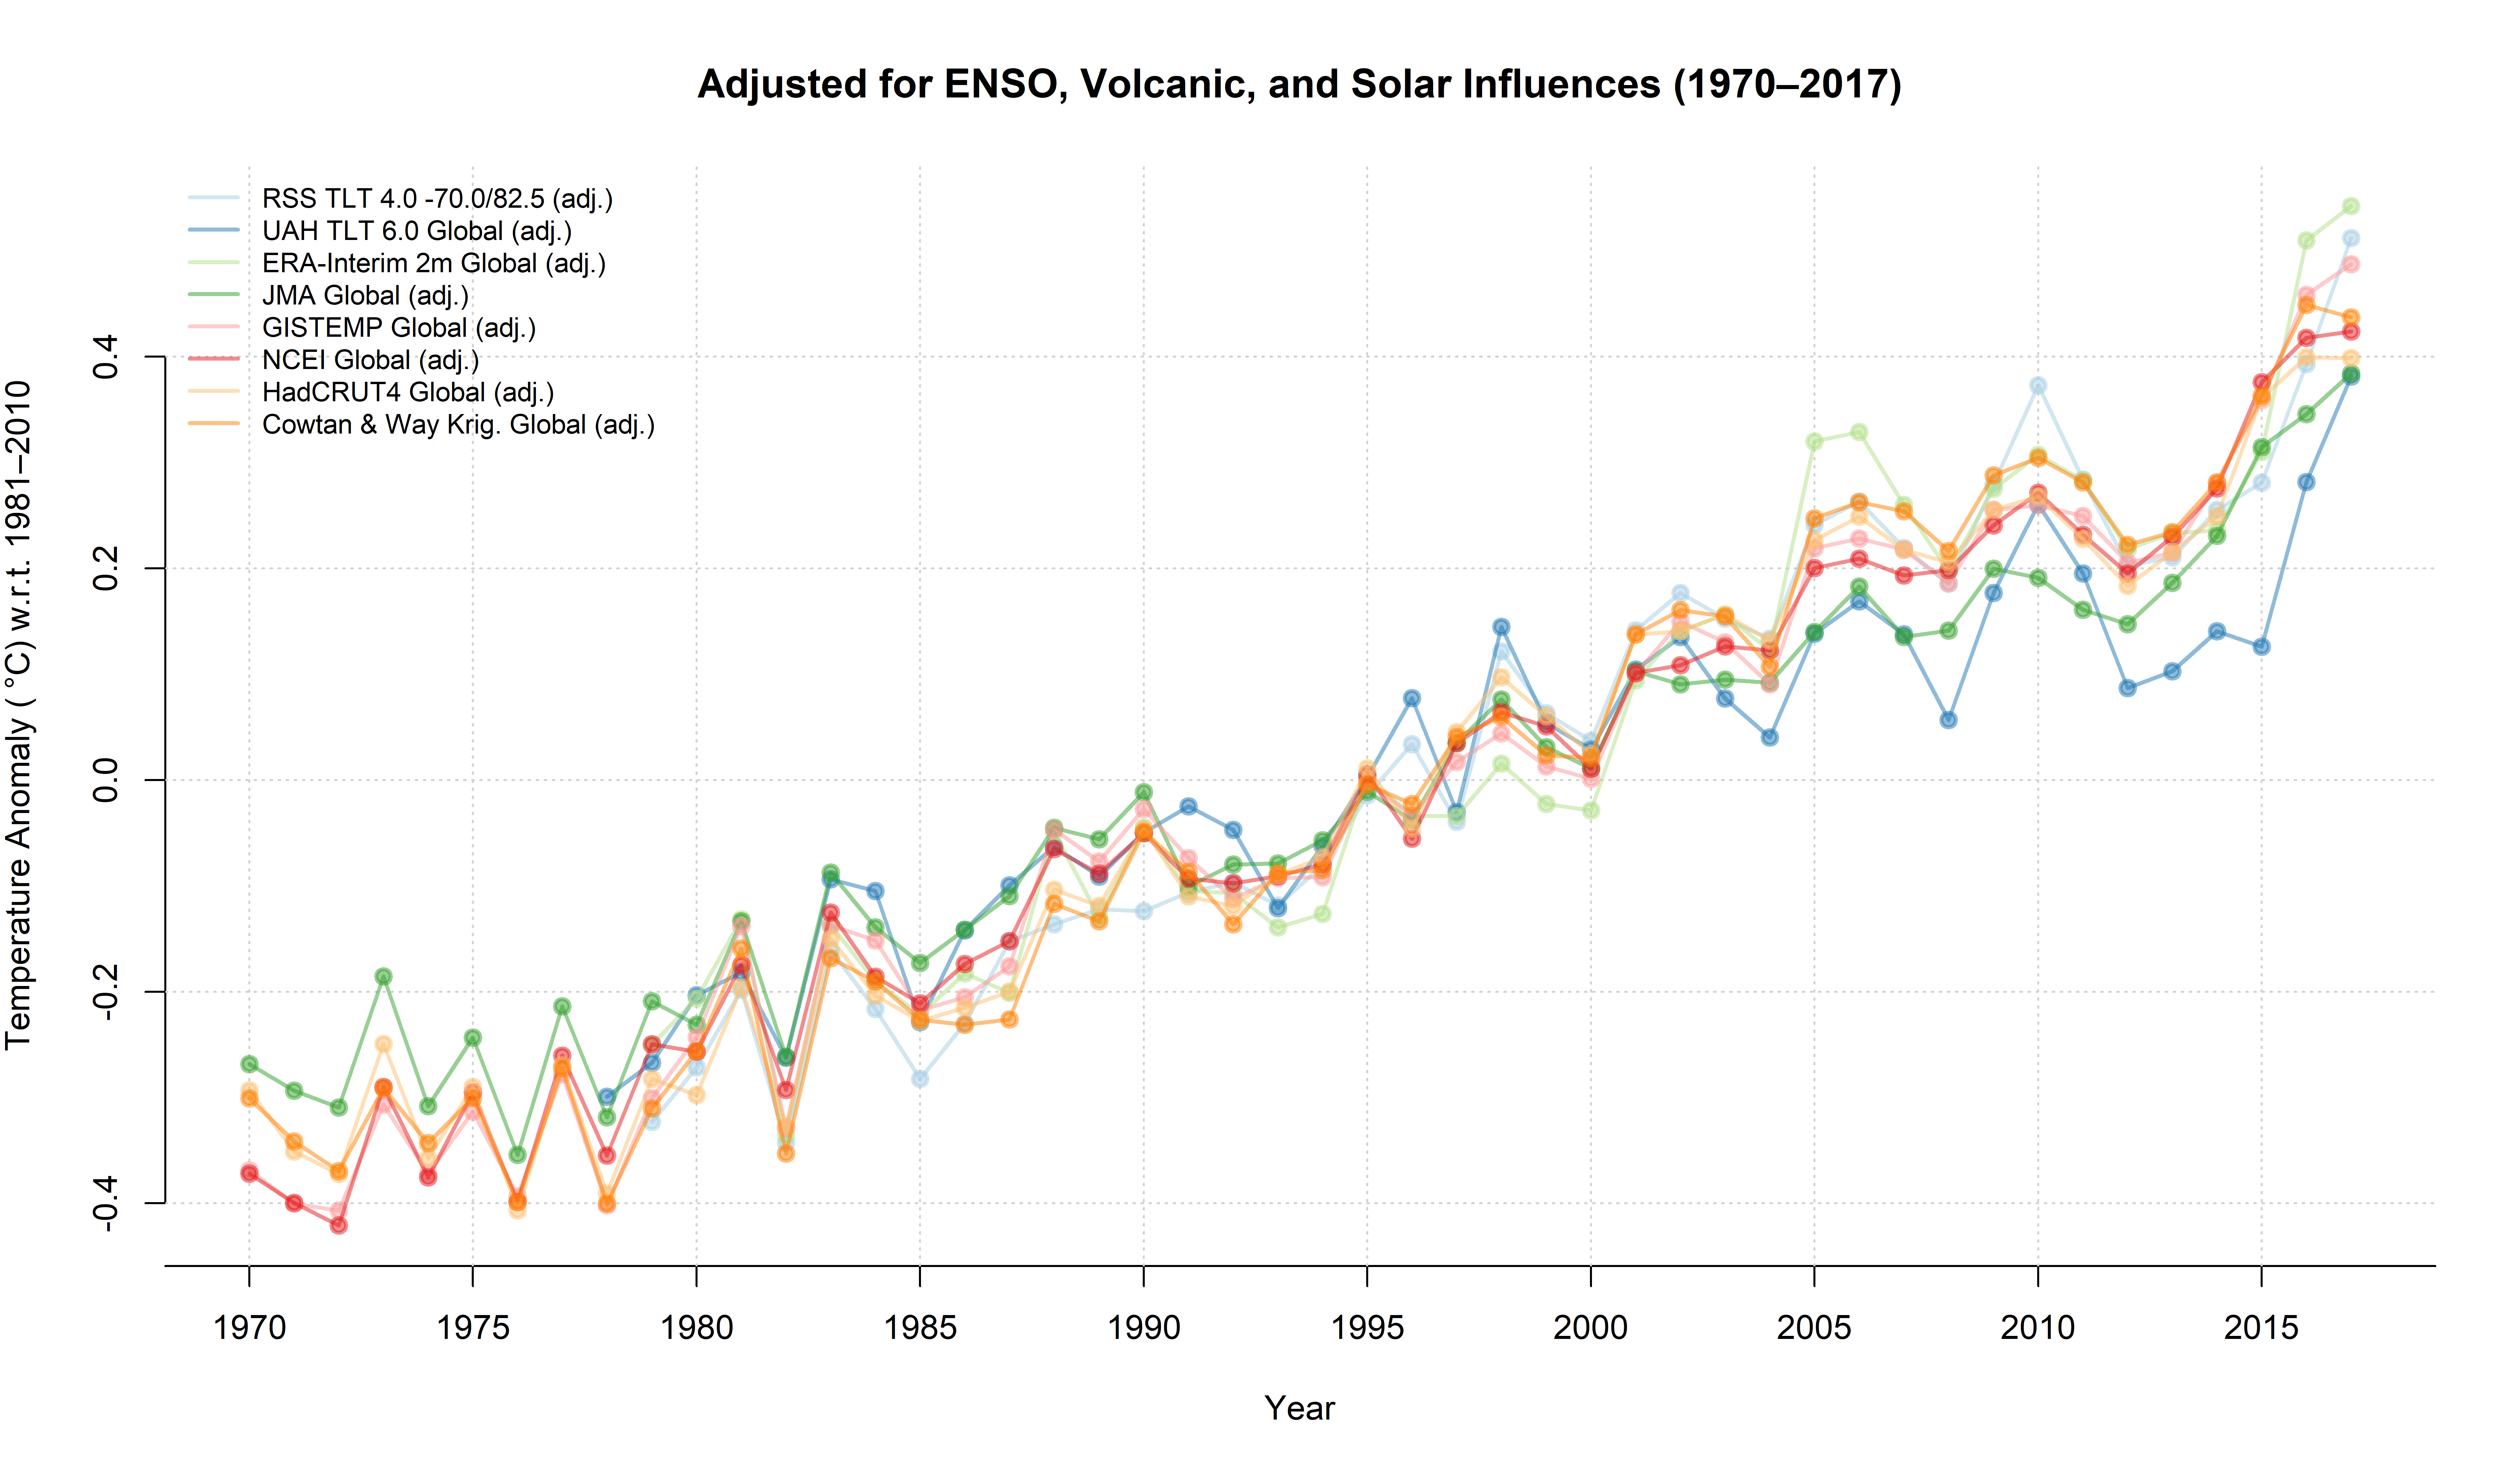 Adjusted for ENSO, Volcanic, and Solar Influences (1970–2017)
RSS TLT 4.0 -70.0/82.5 (adj.)
UAH TLT 6.0 Global (adj.)
ERA-Interim 2m Global (adj.)
JMA Global (adj.)
GISTEMP Global (adj.)
NCEI Global (adj.)
HadCRUT4 Global (adj.)
Cowtan & Way Krig. Global (adj.)
Temperature Anomaly ( °C) w.r.t. 1981–2010
0.4
0.2
0.0
-0.2
-0.4
1970 1975 1980 1985 1990 1995 2000 2005 2010 2015
Year